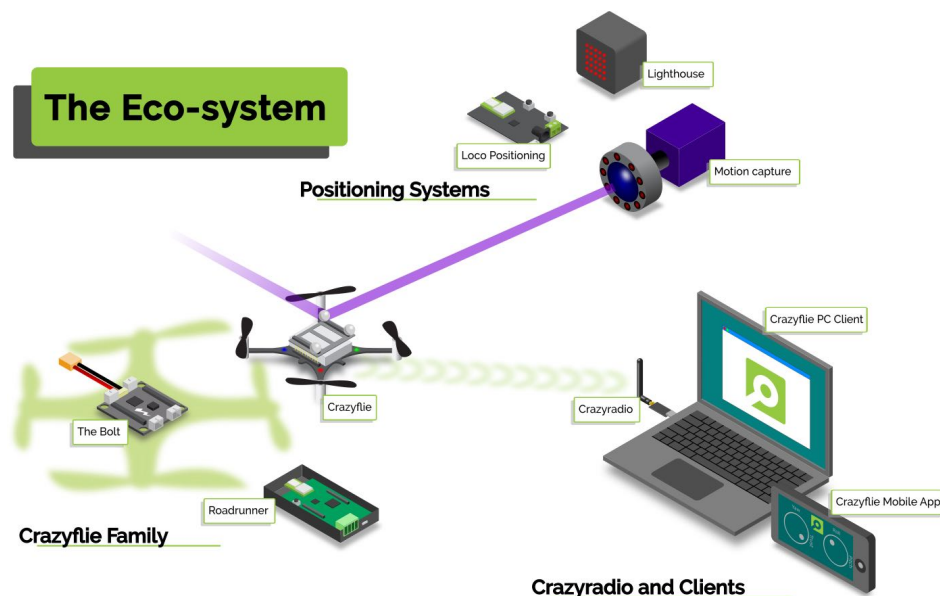 The Eco-system
Lighthouse
Loco Positioning
Motion capture
Positioning Systems
Crazyflie PC Client
Crazyflie
Crazyradio
The Bolt
Crazyflie Mobile App
Roadrunner
Crazyflie Family
Crazyradio and Clients